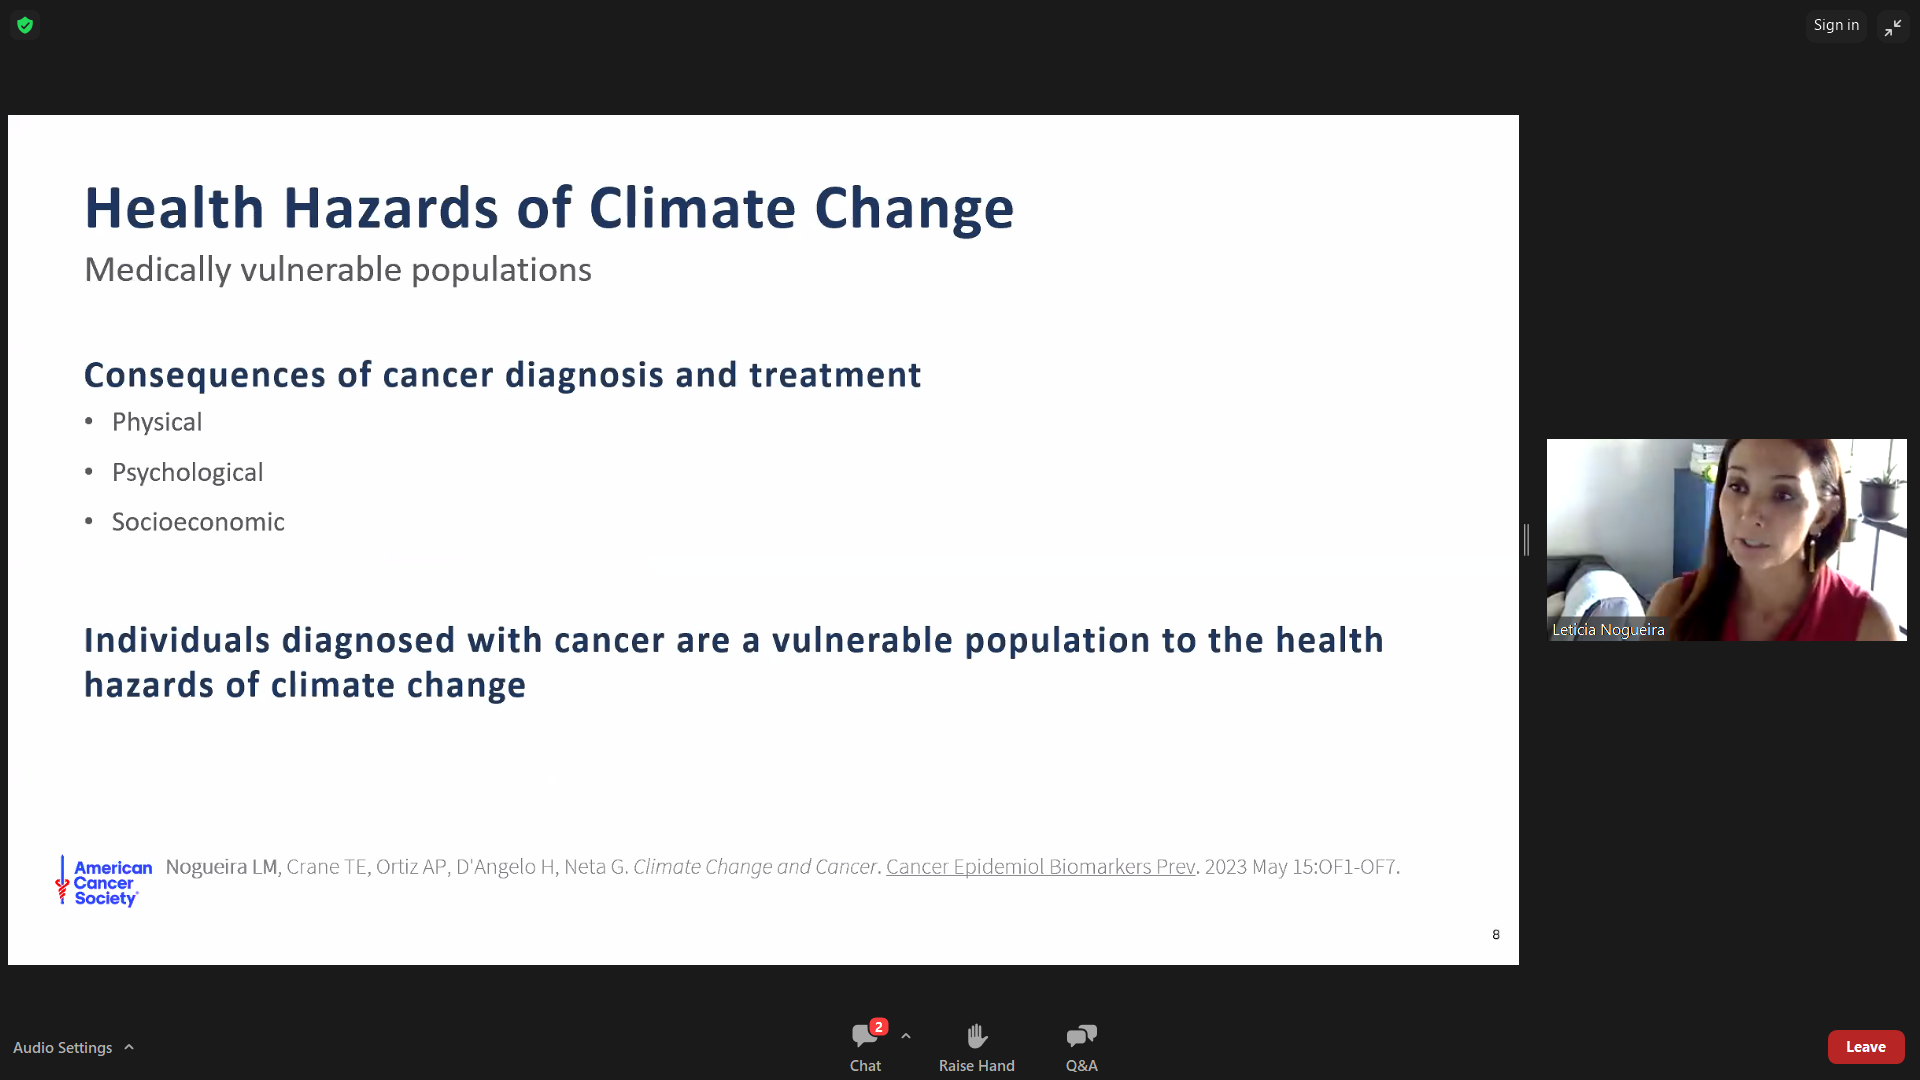 Sign in
Health Hazards of Climate Change
Medically vulnerable populations
Consequences of cancer diagnosis and treatment
• Physical
• Psychological
• Socioeconomic
Individuals diagnosed with cancer are a vulnerable population to the health
hazards of climate change
Leticia Nogueira
American
Cancer
Society
Nogueira LM, Crane TE, Ortiz AP, D'Angelo H, Neta G. Climate Change and Cancer. Cancer Epidemiol Biomarkers Prev. 2023 May 15:OF1-OF7.
8
Audio Settings
2
Chat
Raise Hand
Q&A
Leave